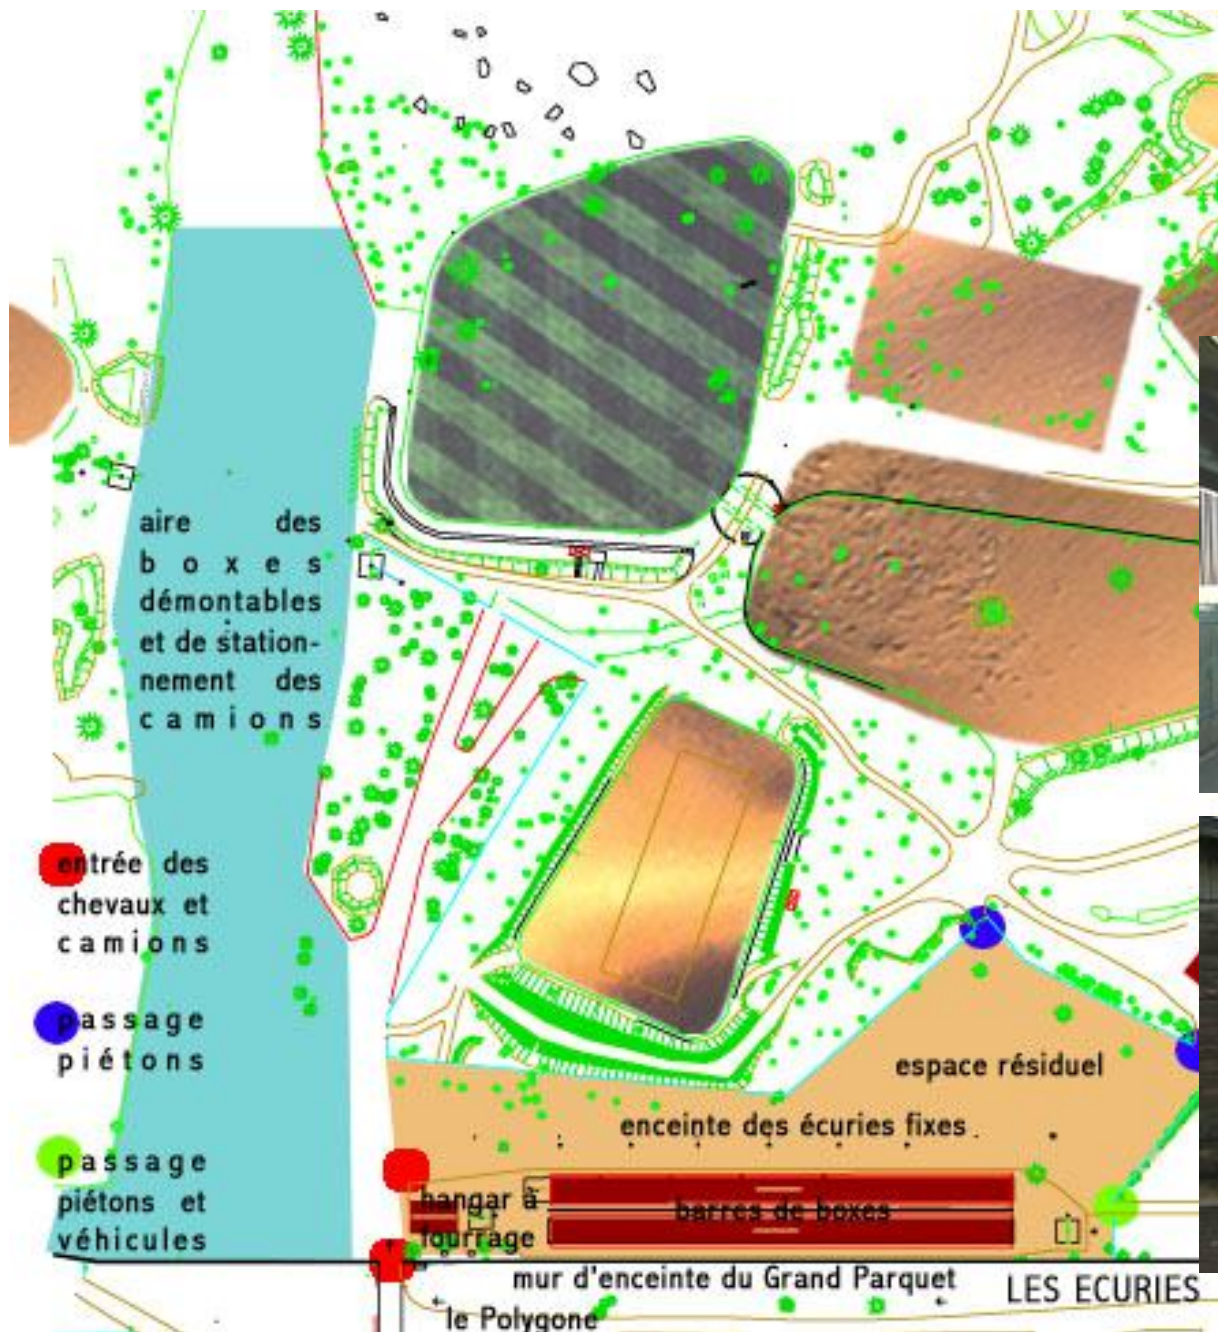 aire des
boxes
démontables
et de station-
nement des
camions
entrée des
chevaux et
camions
passage
piétons
passage
piétons et
véhicules
espace résiduel
enceinte des écuries fixes
hangar à
fourrage
barres de boxes
mur d'enceinte du Grand Parquet
LES ECURIES
le Polygone